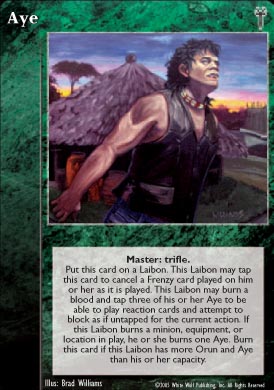 Aye
Master: trifle.
Put this card on a Laibon. This Laibon may tap
this card to cancel a Frenzy card played on him
or her as it is played. This Laibon may burn a
blood and tap three of his or her Aye to be
able to play reaction cards and attempt to
block as if untapped for the current action. If
this Laibon burns a minion, equipment, or
location in play, he or she burns one Aye. Burn
this card if this Laibon has more Orun and Aye
than his or her capacity.
Illus: Brad Williams
©2005 White Wolf Publishing, Inc. All Rights Reserved.